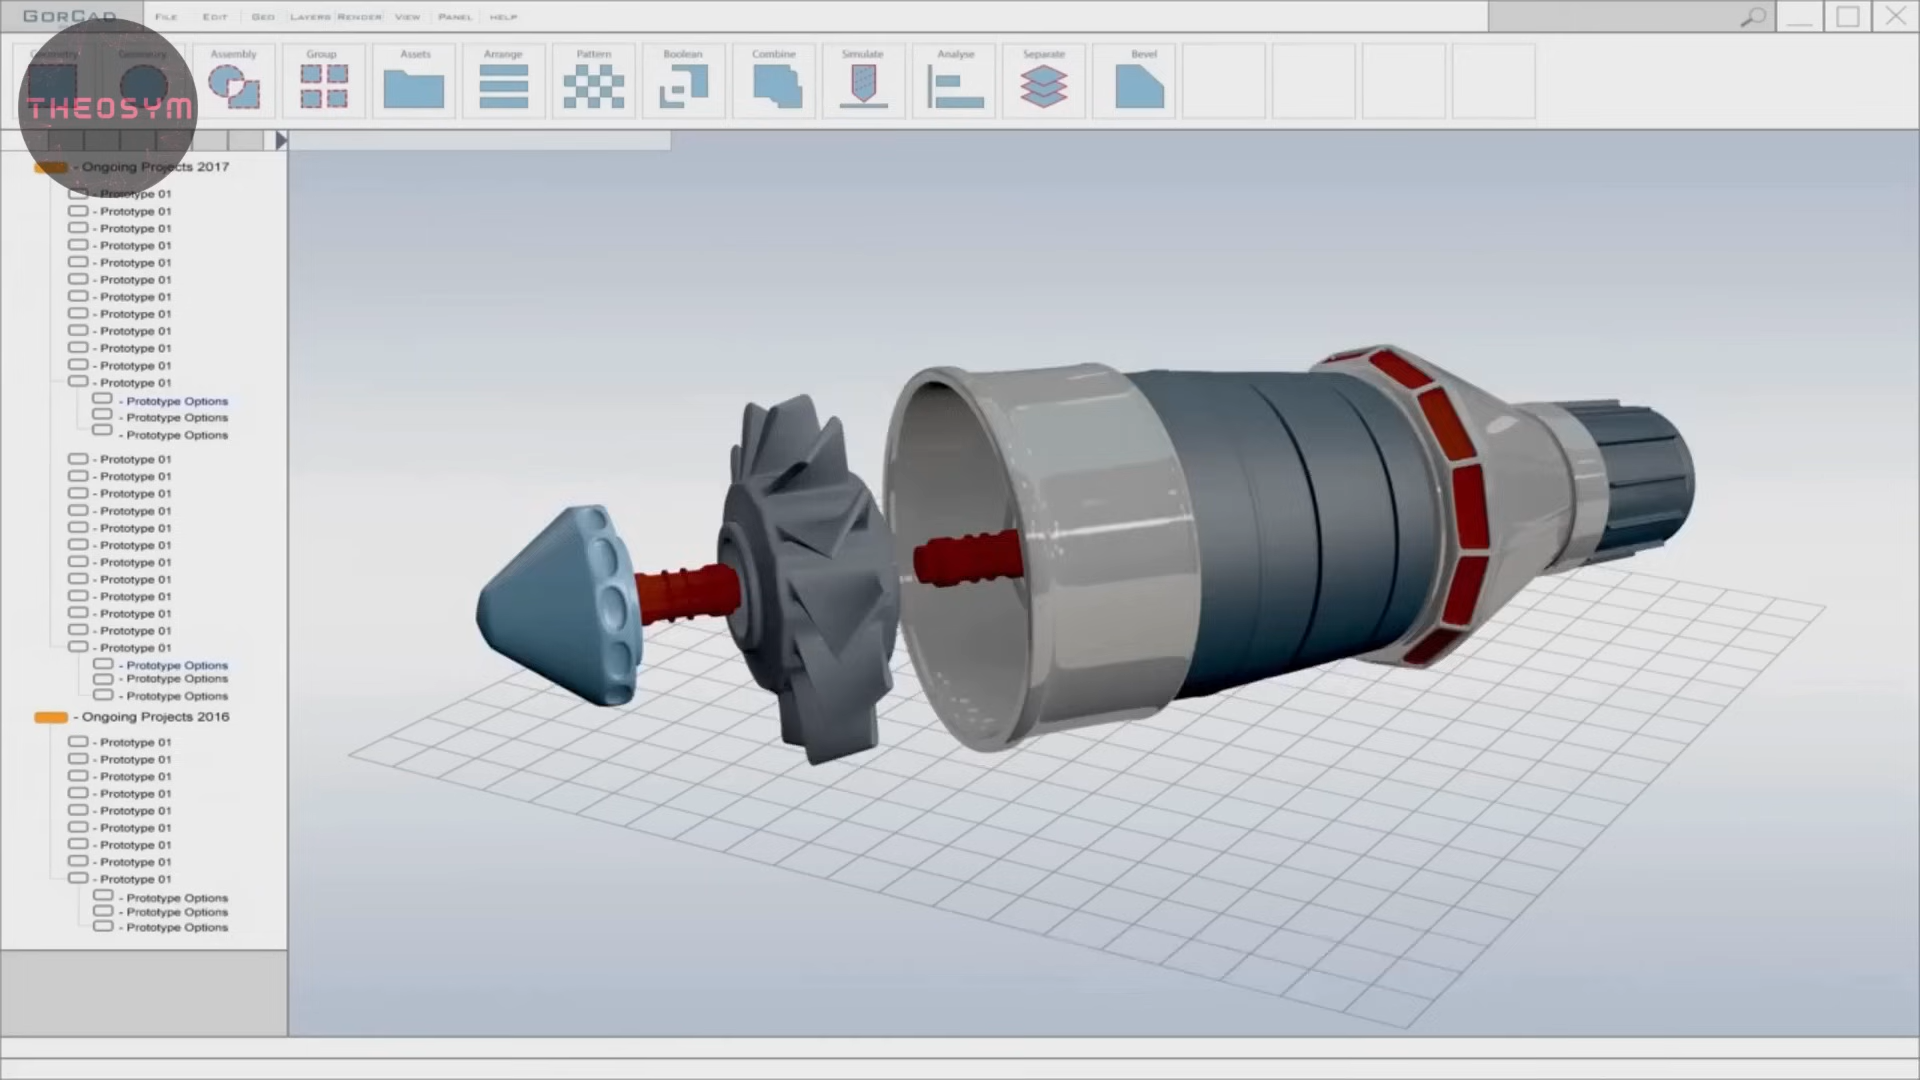 GORCAD
FILE EDIT GEO LAYERS RENDER VIEW PANEL HELP
Geometry Geometry Assembly Group Assets Arrange Pattern Boolean Combine Simulate Analyse Separate Bevel
THEOSYM
- Ongoing Projects 2017
- Prototype 01
- Prototype 01
- Prototype 01
- Prototype 01
- Prototype 01
- Prototype 01
- Prototype 01
- Prototype 01
- Prototype 01
- Prototype 01
- Prototype 01
- Prototype 01
- Prototype Options
- Prototype Options
- Prototype Options
- Prototype 01
- Prototype 01
- Prototype 01
- Prototype 01
- Prototype 01
- Prototype 01
- Prototype 01
- Prototype 01
- Prototype 01
- Prototype 01
- Prototype 01
- Prototype 01
- Prototype Options
- Prototype Options
- Prototype Options
- Ongoing Projects 2016
- Prototype 01
- Prototype 01
- Prototype 01
- Prototype 01
- Prototype 01
- Prototype 01
- Prototype 01
- Prototype 01
- Prototype 01
- Prototype Options
- Prototype Options
- Prototype Options